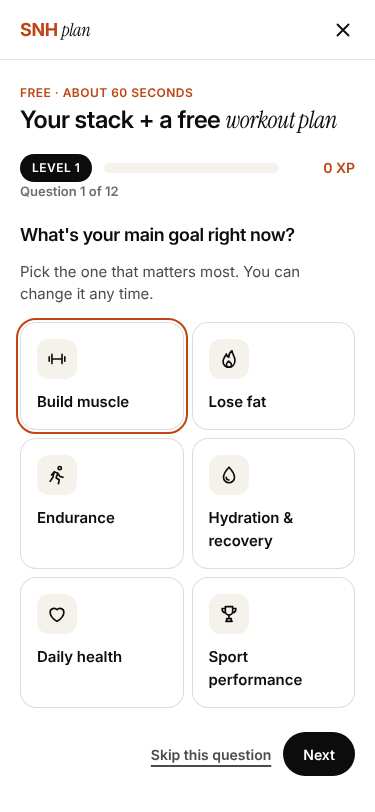 SNH plan
FREE · ABOUT 60 SECONDS
Your stack + a free workout plan
LEVEL 1
0 XP
Question 1 of 12
What's your main goal right now?
Pick the one that matters most. You can
change it any time.
Build muscle
Lose fat
Endurance
Hydration &
recovery
Daily health
Sport
performance
Skip this question
Next